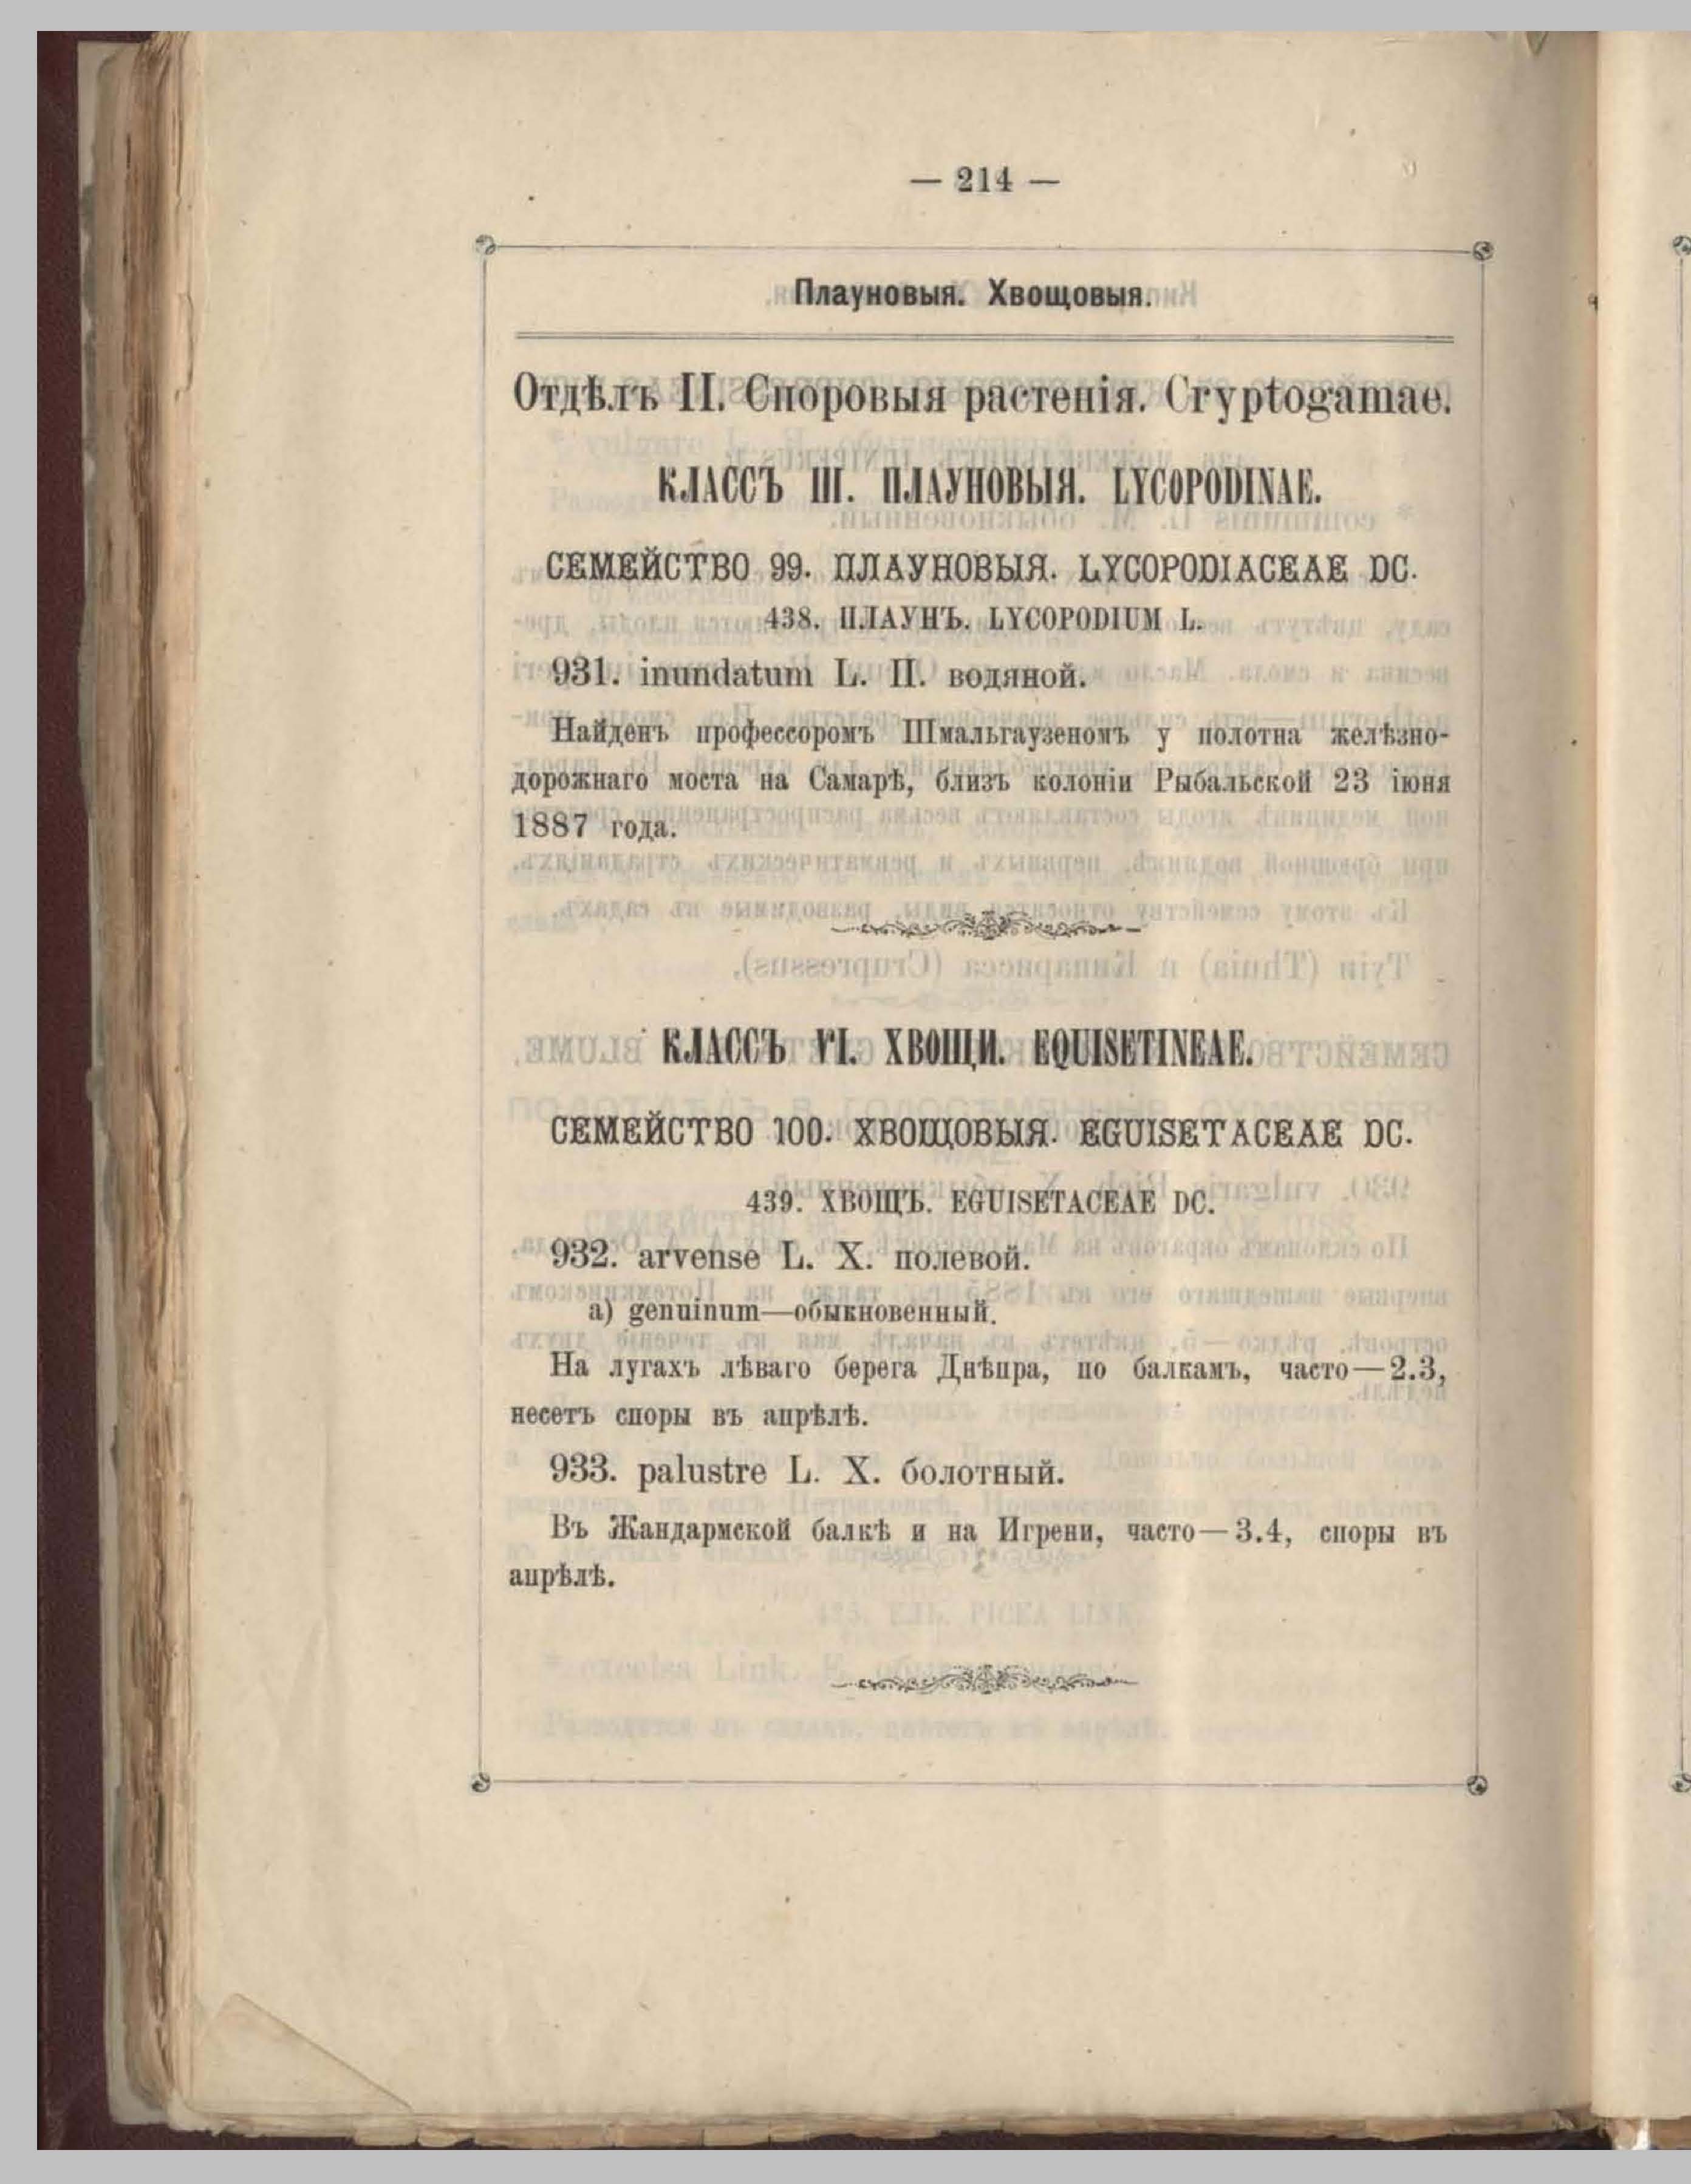 — 214 —
Плауновыя. Хвощовыя.
Отдѣлъ II. Споровыя растенія. Cryptogamae.
КЛАССЪ III. ПЛАУНОВЫЯ. LYCOPODINAE.
СЕМЕЙСТВО 99. ПЛАУНОВЫЯ. LYCOPODIACEAE DC.
438. ПЛАУНЪ. LYCOPODIUM L.
931. inundatum L. П. водяной.
Найденъ профессоромъ Шмальгаузеномъ у полотна желѣзно-
дорожнаго моста на Самарѣ, близъ колоніи Рыбальской 23 іюня
1887 года.
КЛАССЪ VI. ХВОЩИ. EQUISETINEAE.
СЕМЕЙСТВО 100. ХВОЩОВЫЯ. EGUISETACEAE DC.
439. ХВОЩЪ. EGUISETACEAE DC.
932. arvense L. Х. полевой.
a) genuinum—обыкновенный.
На лугахъ лѣваго берега Днѣпра, по балкамъ, часто—2.3,
несетъ споры въ апрѣлѣ.
933. palustre L. Х. болотный.
Въ Жандармской балкѣ и на Игрени, часто—3.4, споры въ
апрѣлѣ.